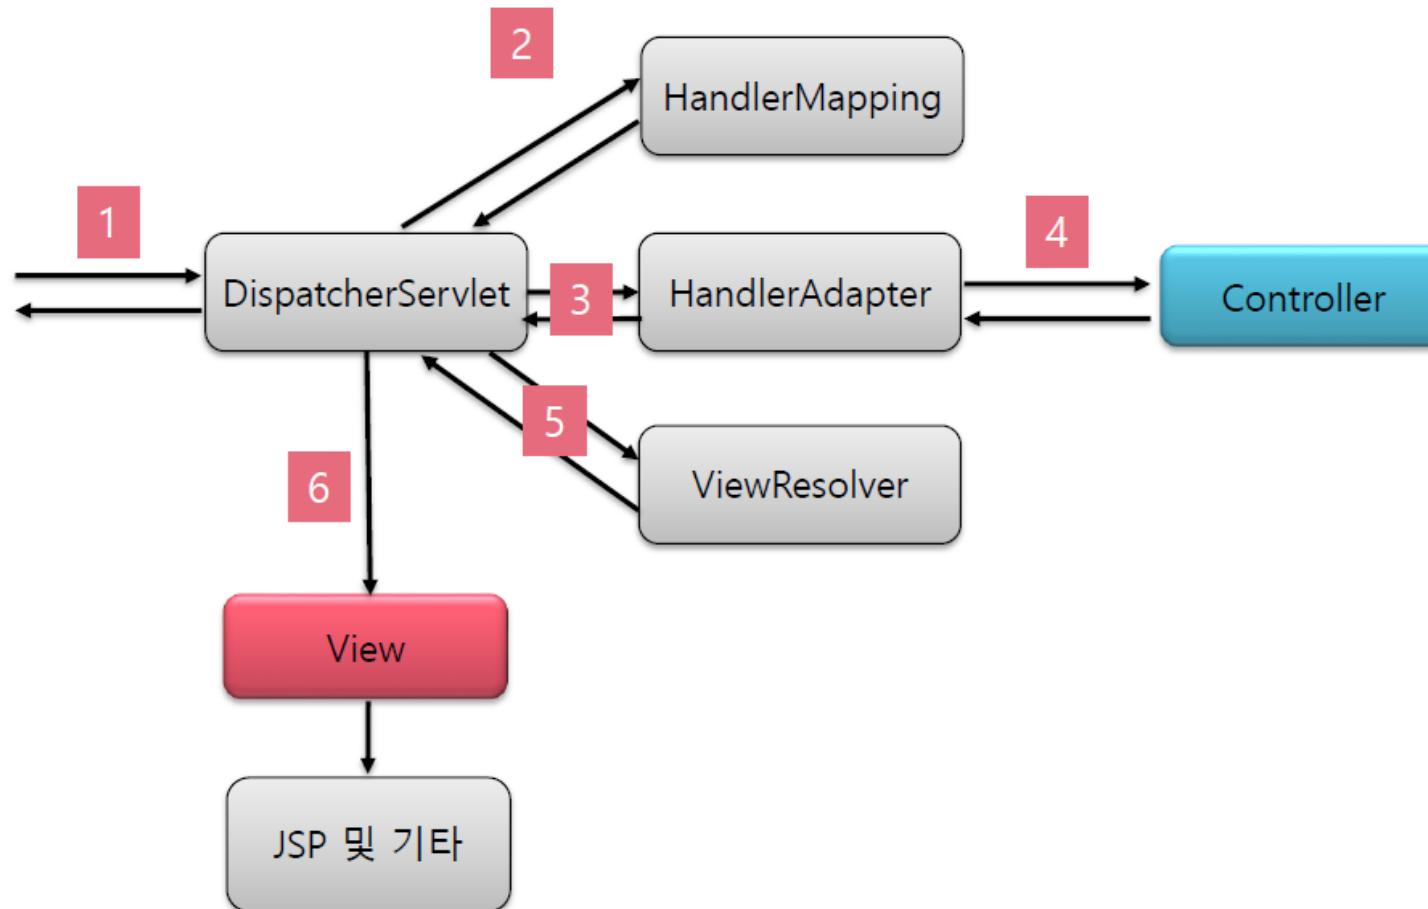 2
HandlerMapping
1
DispatcherServlet
3
HandlerAdapter
4
Controller
5
ViewResolver
6
View
JSP 및 기타